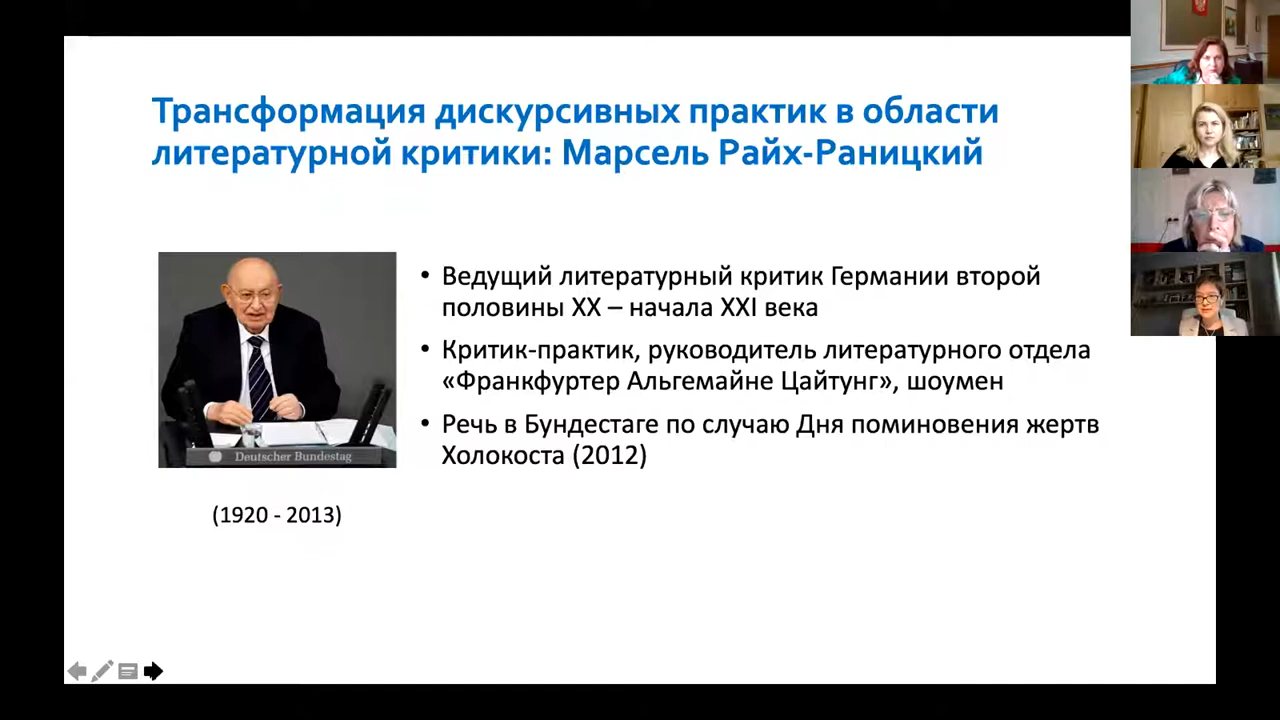 Трансформация дискурсивных практик в области
литературной критики: Марсель Райх-Раницкий
• Ведущий литературный критик Германии второй
половины XX – начала XXI века
• Критик-практик, руководитель литературного отдела
«Франкфуртер Альгемайне Цайтунг», шоумен
• Речь в Бундестаге по случаю Дня поминовения жертв
Холокоста (2012)
Deutscher Bundestag
(1920 - 2013)